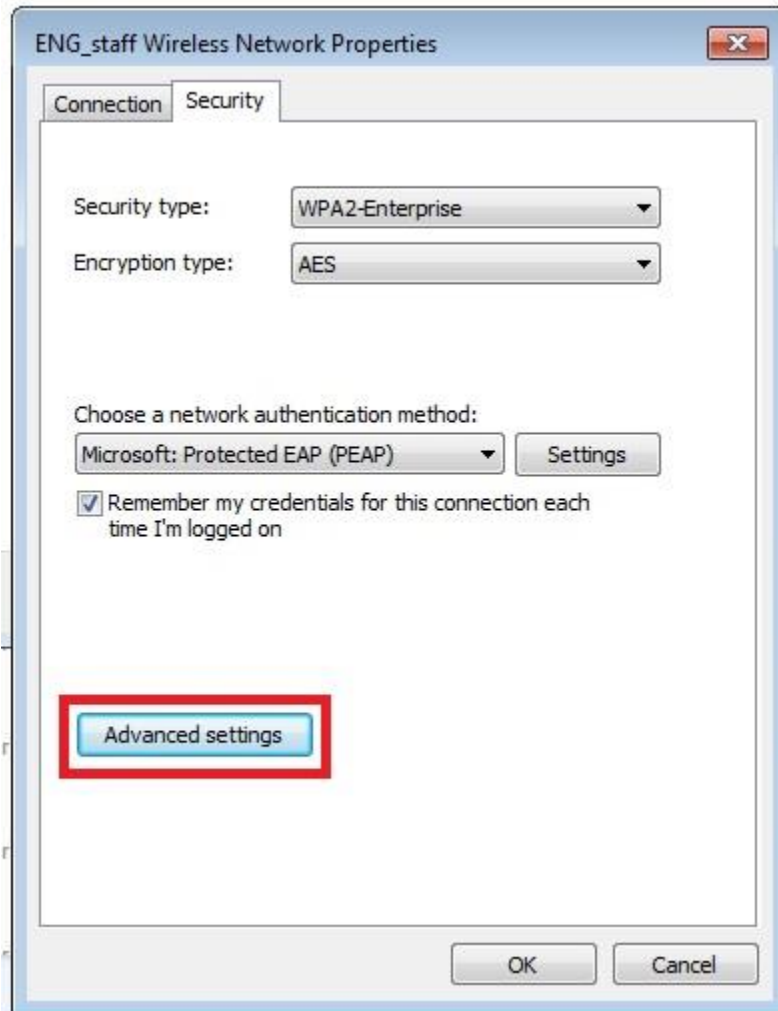 ENG_staff Wireless Network Properties
Connection
Security
Security type:
WPA2-Enterprise
Encryption type:
AES
Choose a network authentication method:
Microsoft: Protected EAP (PEAP)
Settings
Remember my credentials for this connection each
time I'm logged on
Advanced settings
OK
Cancel